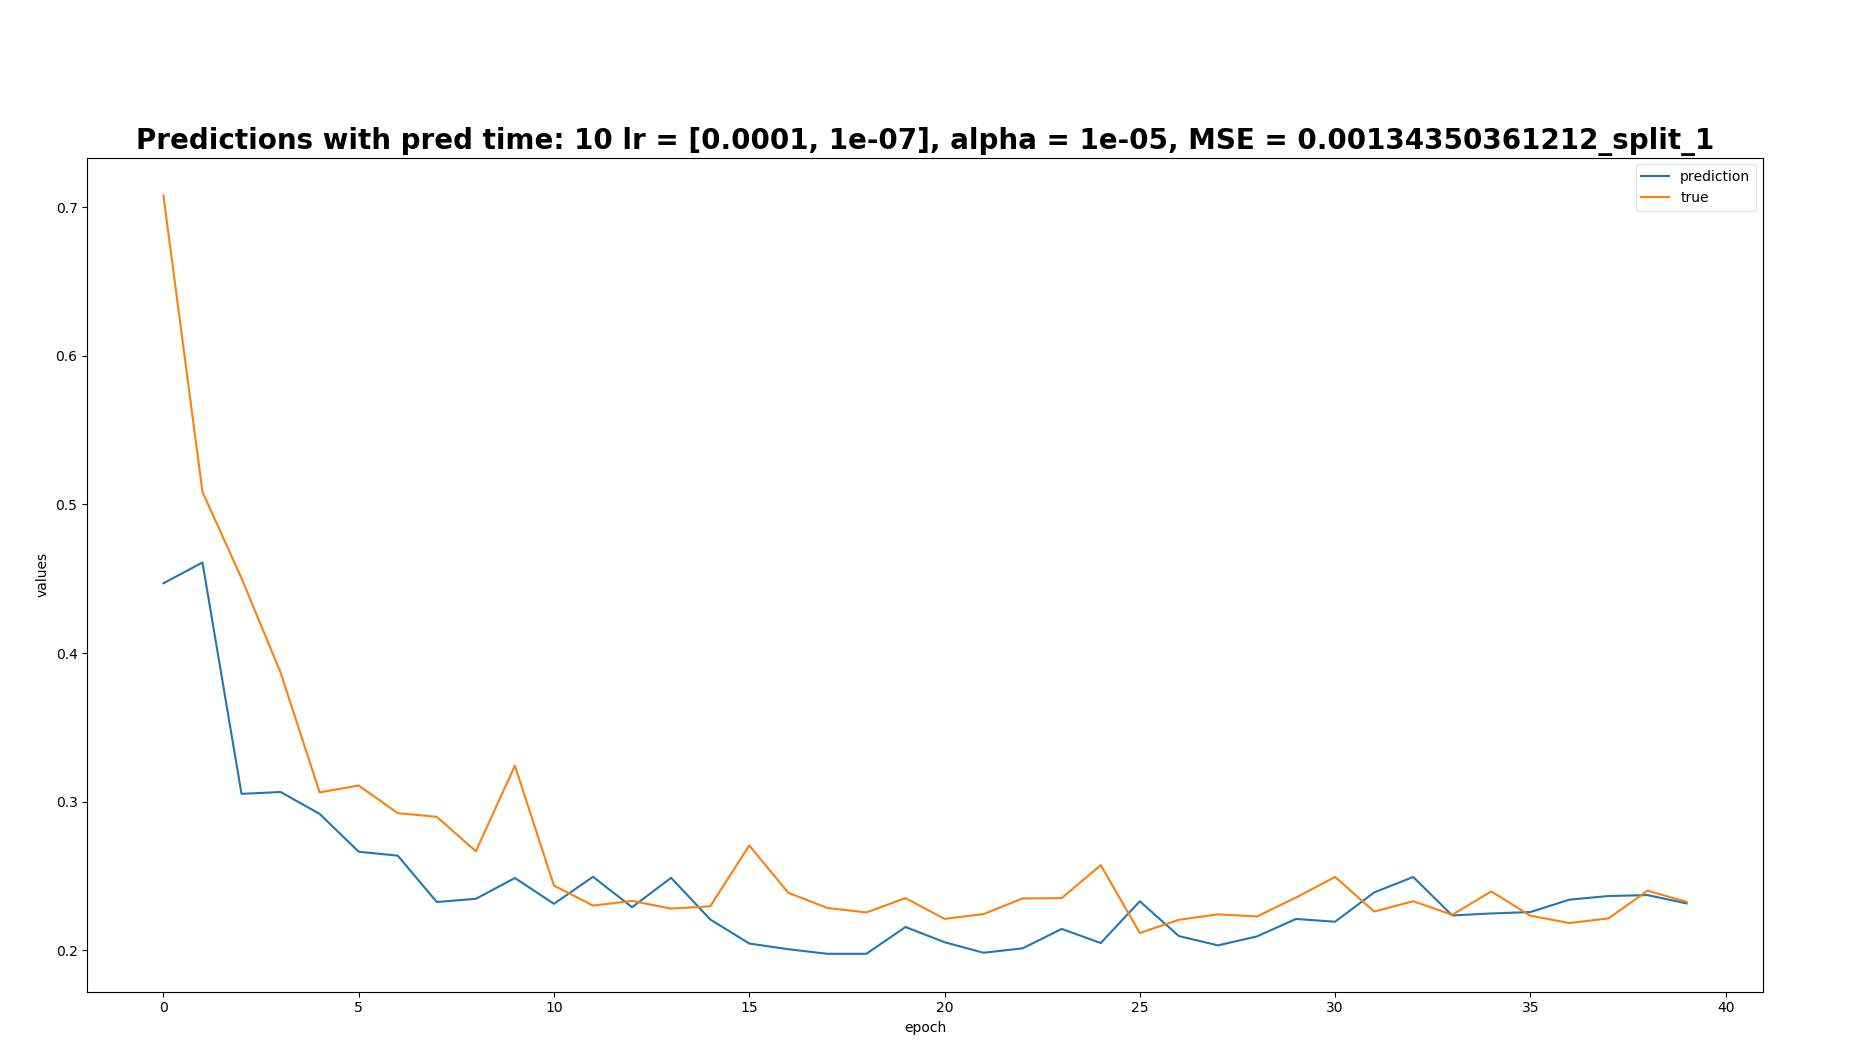 Predictions with pred time: 10 lr = [0.0001, 1e-07], alpha = 1e-05, MSE = 0.00134350361212_split_1
prediction
true
0.7
0.6
0.5
0.4
0.3
0.2
values
0 5 10 15 20 25 30 35 40
epoch